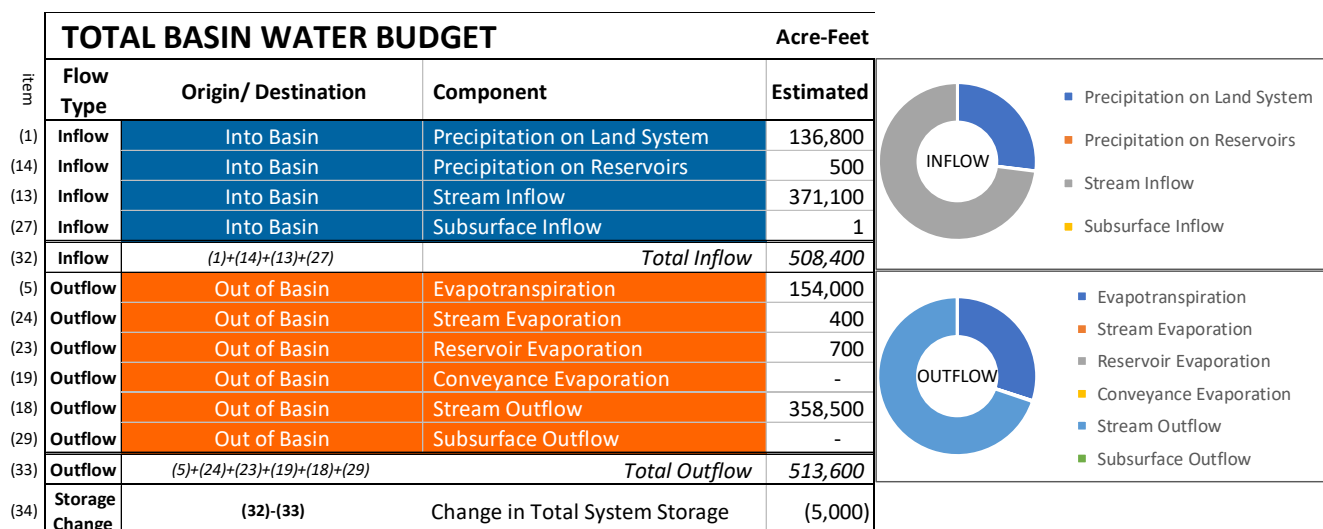 TOTAL BASIN WATER BUDGET Acre-Feet
item Flow Type Origin/ Destination Component Estimated
(1) Inflow Into Basin Precipitation on Land System 136,800
(14) Inflow Into Basin Precipitation on Reservoirs 500
(13) Inflow Into Basin Stream Inflow 371,100
(27) Inflow Into Basin Subsurface Inflow 1
(32) Inflow (1)+(14)+(13)+(27) Total Inflow 508,400
(5) Outflow Out of Basin Evapotranspiration 154,000
(24) Outflow Out of Basin Stream Evaporation 400
(23) Outflow Out of Basin Reservoir Evaporation 700
(19) Outflow Out of Basin Conveyance Evaporation -
(18) Outflow Out of Basin Stream Outflow 358,500
(29) Outflow Out of Basin Subsurface Outflow -
(33) Outflow (5)+(24)+(23)+(19)+(18)+(29) Total Outflow 513,600
(34) Storage Change (32)-(33) Change in Total System Storage (5,000)
INFLOW
Precipitation on Land System
Precipitation on Reservoirs
Stream Inflow
Subsurface Inflow
OUTFLOW
Evapotranspiration
Stream Evaporation
Reservoir Evaporation
Conveyance Evaporation
Stream Outflow
Subsurface Outflow